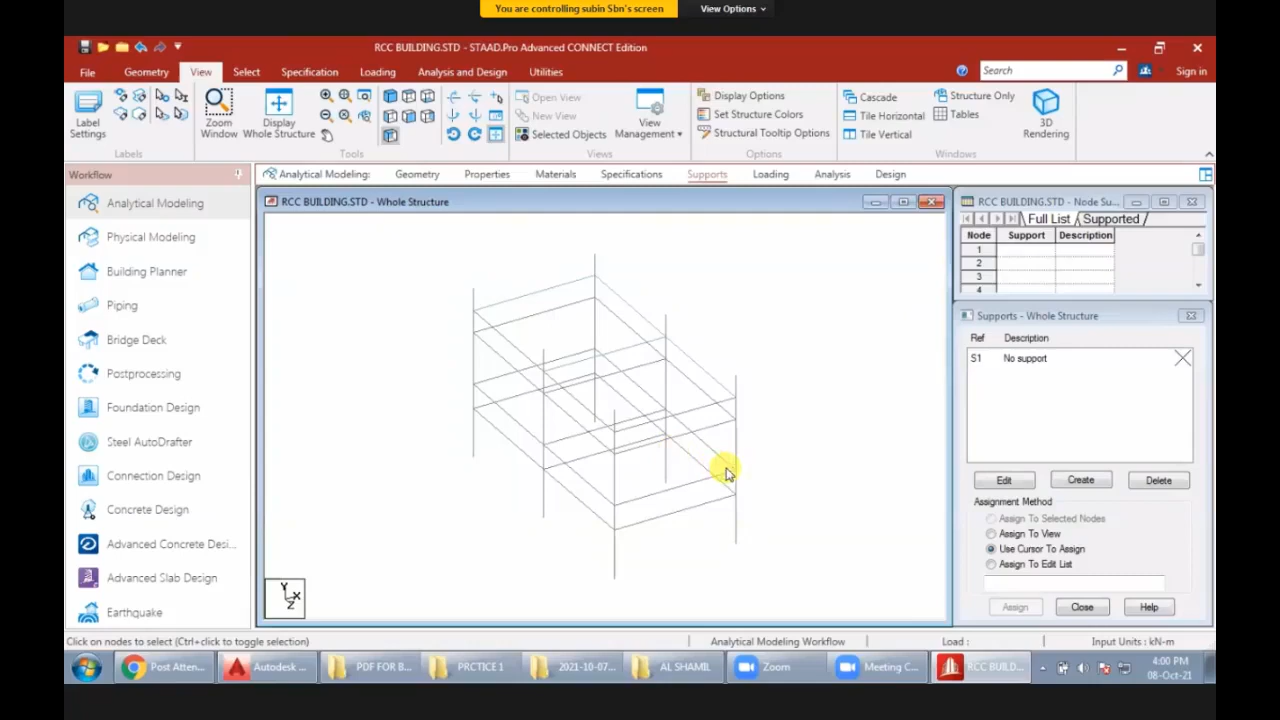 You are controlling subin Sbn's screen
View Options
RCC BUILDING.STD - STAAD.Pro Advanced CONNECT Edition
File
Geometry
View
Select
Specification
Loading
Analysis and Design
Utilities
Search
Sign in
Label
Settings
Zoom
Window
Display
Whole Structure
Open View
New View
Selected Objects
View
Management
Display Options
Set Structure Colors
Structural Tooltip Options
Cascade
Tile Horizontal
Tile Vertical
Structure Only
Tables
3D
Rendering
Labels
Tools
Views
Options
Windows
Workflow
Analytical Modeling:
Geometry
Properties
Materials
Specifications
Supports
Loading
Analysis
Design
Analytical Modeling
Physical Modeling
Building Planner
Piping
Bridge Deck
Postprocessing
Foundation Design
Steel AutoDrafter
Connection Design
Concrete Design
Advanced Concrete Desi...
Advanced Slab Design
Earthquake
RCC BUILDING.STD - Whole Structure
Y
X
Z
RCC BUILDING.STD - Node Su...
Full List
Supported
Node Support Description
1
2
3
4
Supports - Whole Structure
Ref Description
S1 No support
Edit
Create
Delete
Assignment Method
Assign To Selected Nodes
Assign To View
Use Cursor To Assign
Assign To Edit List
Assign
Close
Help
Click on nodes to select (Ctrl+click to toggle selection)
Analytical Modeling Workflow
Load :
Input Units : kN-m
Post Atten...
Autodesk ...
PDF FOR B...
PRCTICE 1
2021-10-07...
AL SHAMIL
Zoom
Meeting C...
RCC BUILD...
4:00 PM
08-Oct-21